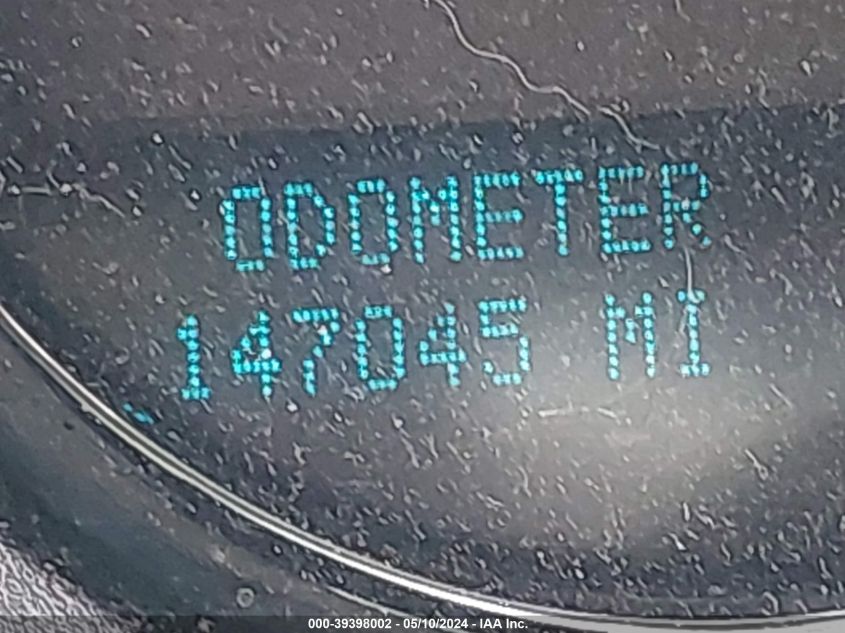 ODOMETER
147045 MI
000-39398002 - 05/10/2024 - IAA Inc.